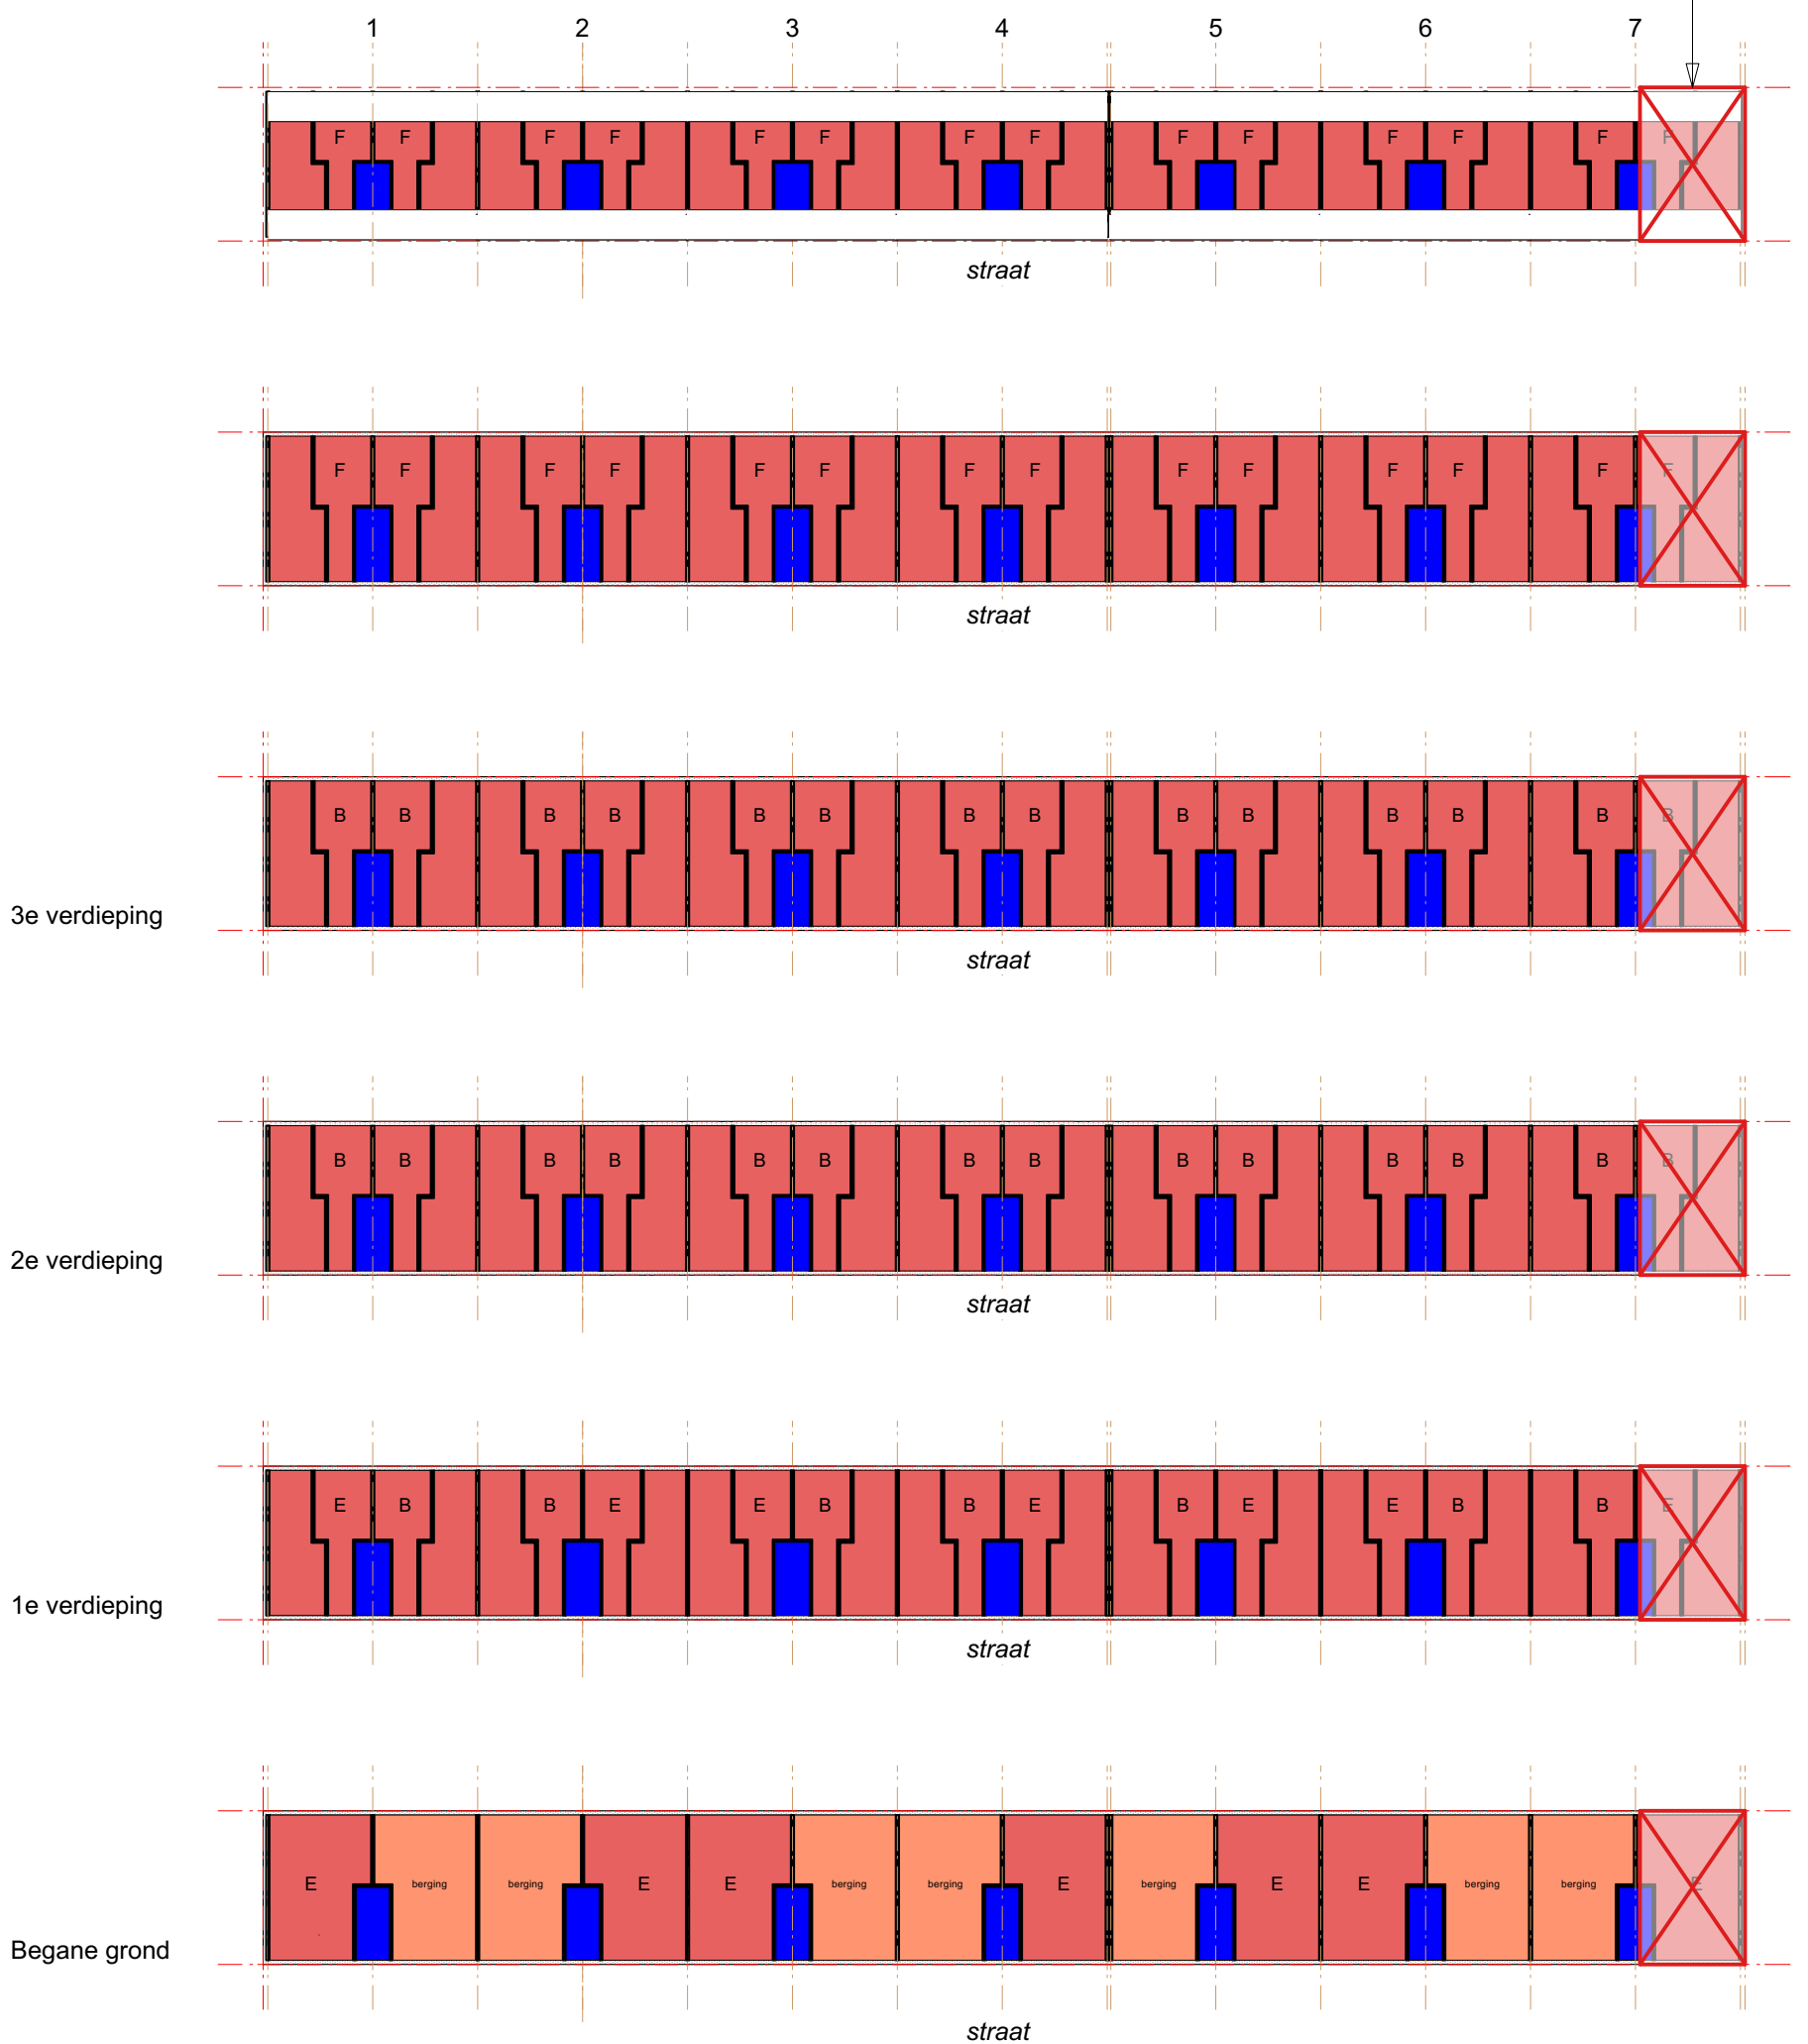 1 2 3 4 5 6 7
F F F F F F F F F F F F F F
straat
F F F F F F F F F F F F F F
straat
B B B B B B B B B B B B B B
3e verdieping
straat
B B B B B B B B B B B B B B
2e verdieping
straat
E B B E E B B E B E E B B E
1e verdieping
straat
E berging berging E E berging berging E berging E E berging berging E
Begane grond
straat